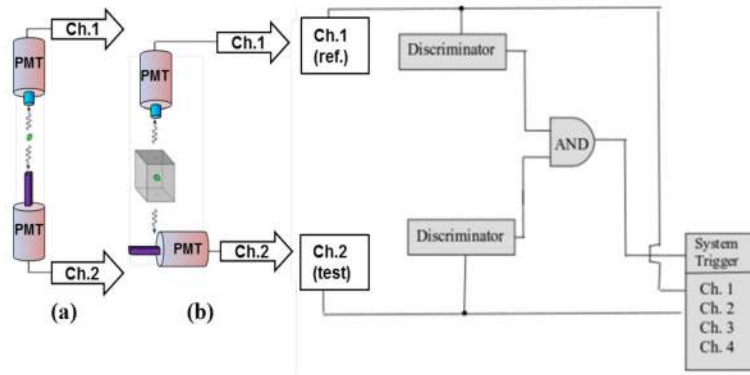 Ch.1
PMT
PMT
Ch.2
(a)
Ch.1
PMT
PMT
Ch.2
(b)
Ch.1
(ref.)
Discriminator
AND
Discriminator
Ch.2
(test)
System
Trigger
Ch. 1
Ch. 2
Ch. 3
Ch. 4